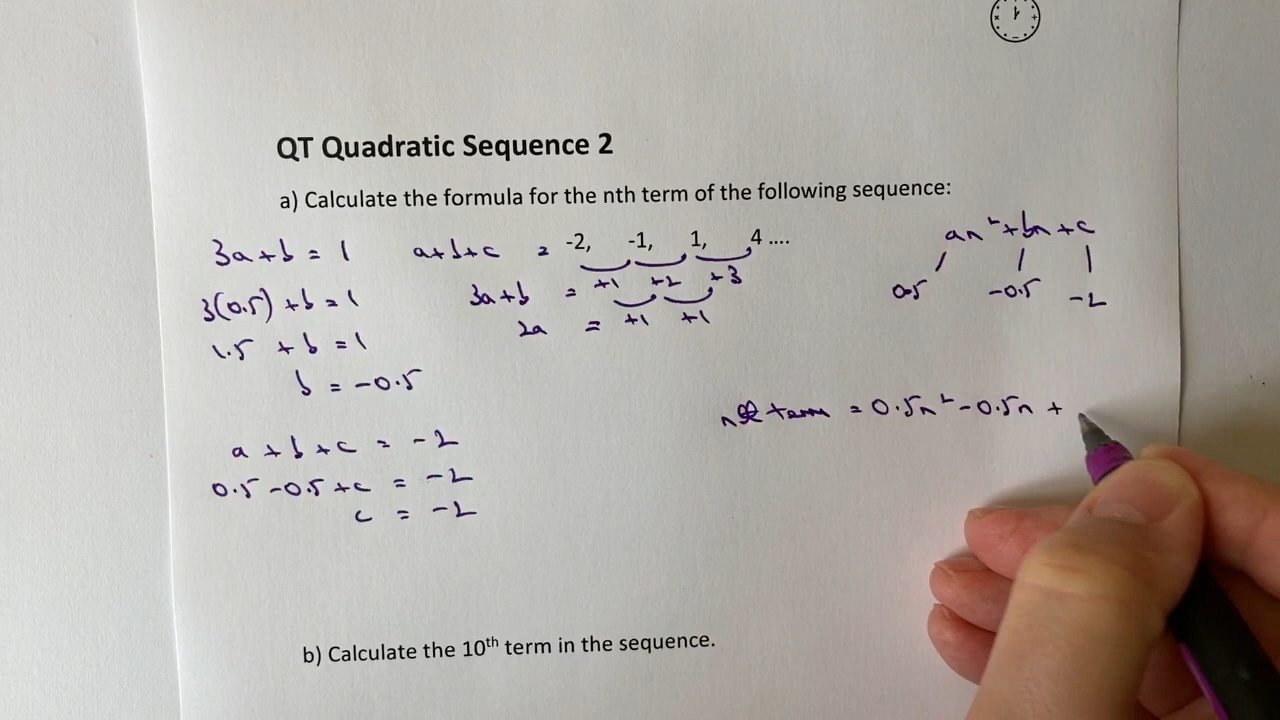 QT Quadratic Sequence 2
a) Calculate the formula for the nth term of the following sequence:
3a + b = 1
a+b+c = -2, -1, 1, 4 ....
an² + bn + c
3a+b = +1 +2 +3
0.5 -0.5 -2
3(0.5) + b = 1
2a = +1 +1
1.5 + b = 1
b = -0.5
nth term = 0.5n² - 0.5n +
a + b + c = -2
0.5 - 0.5 + c = -2
c = -2
b) Calculate the 10th term in the sequence.